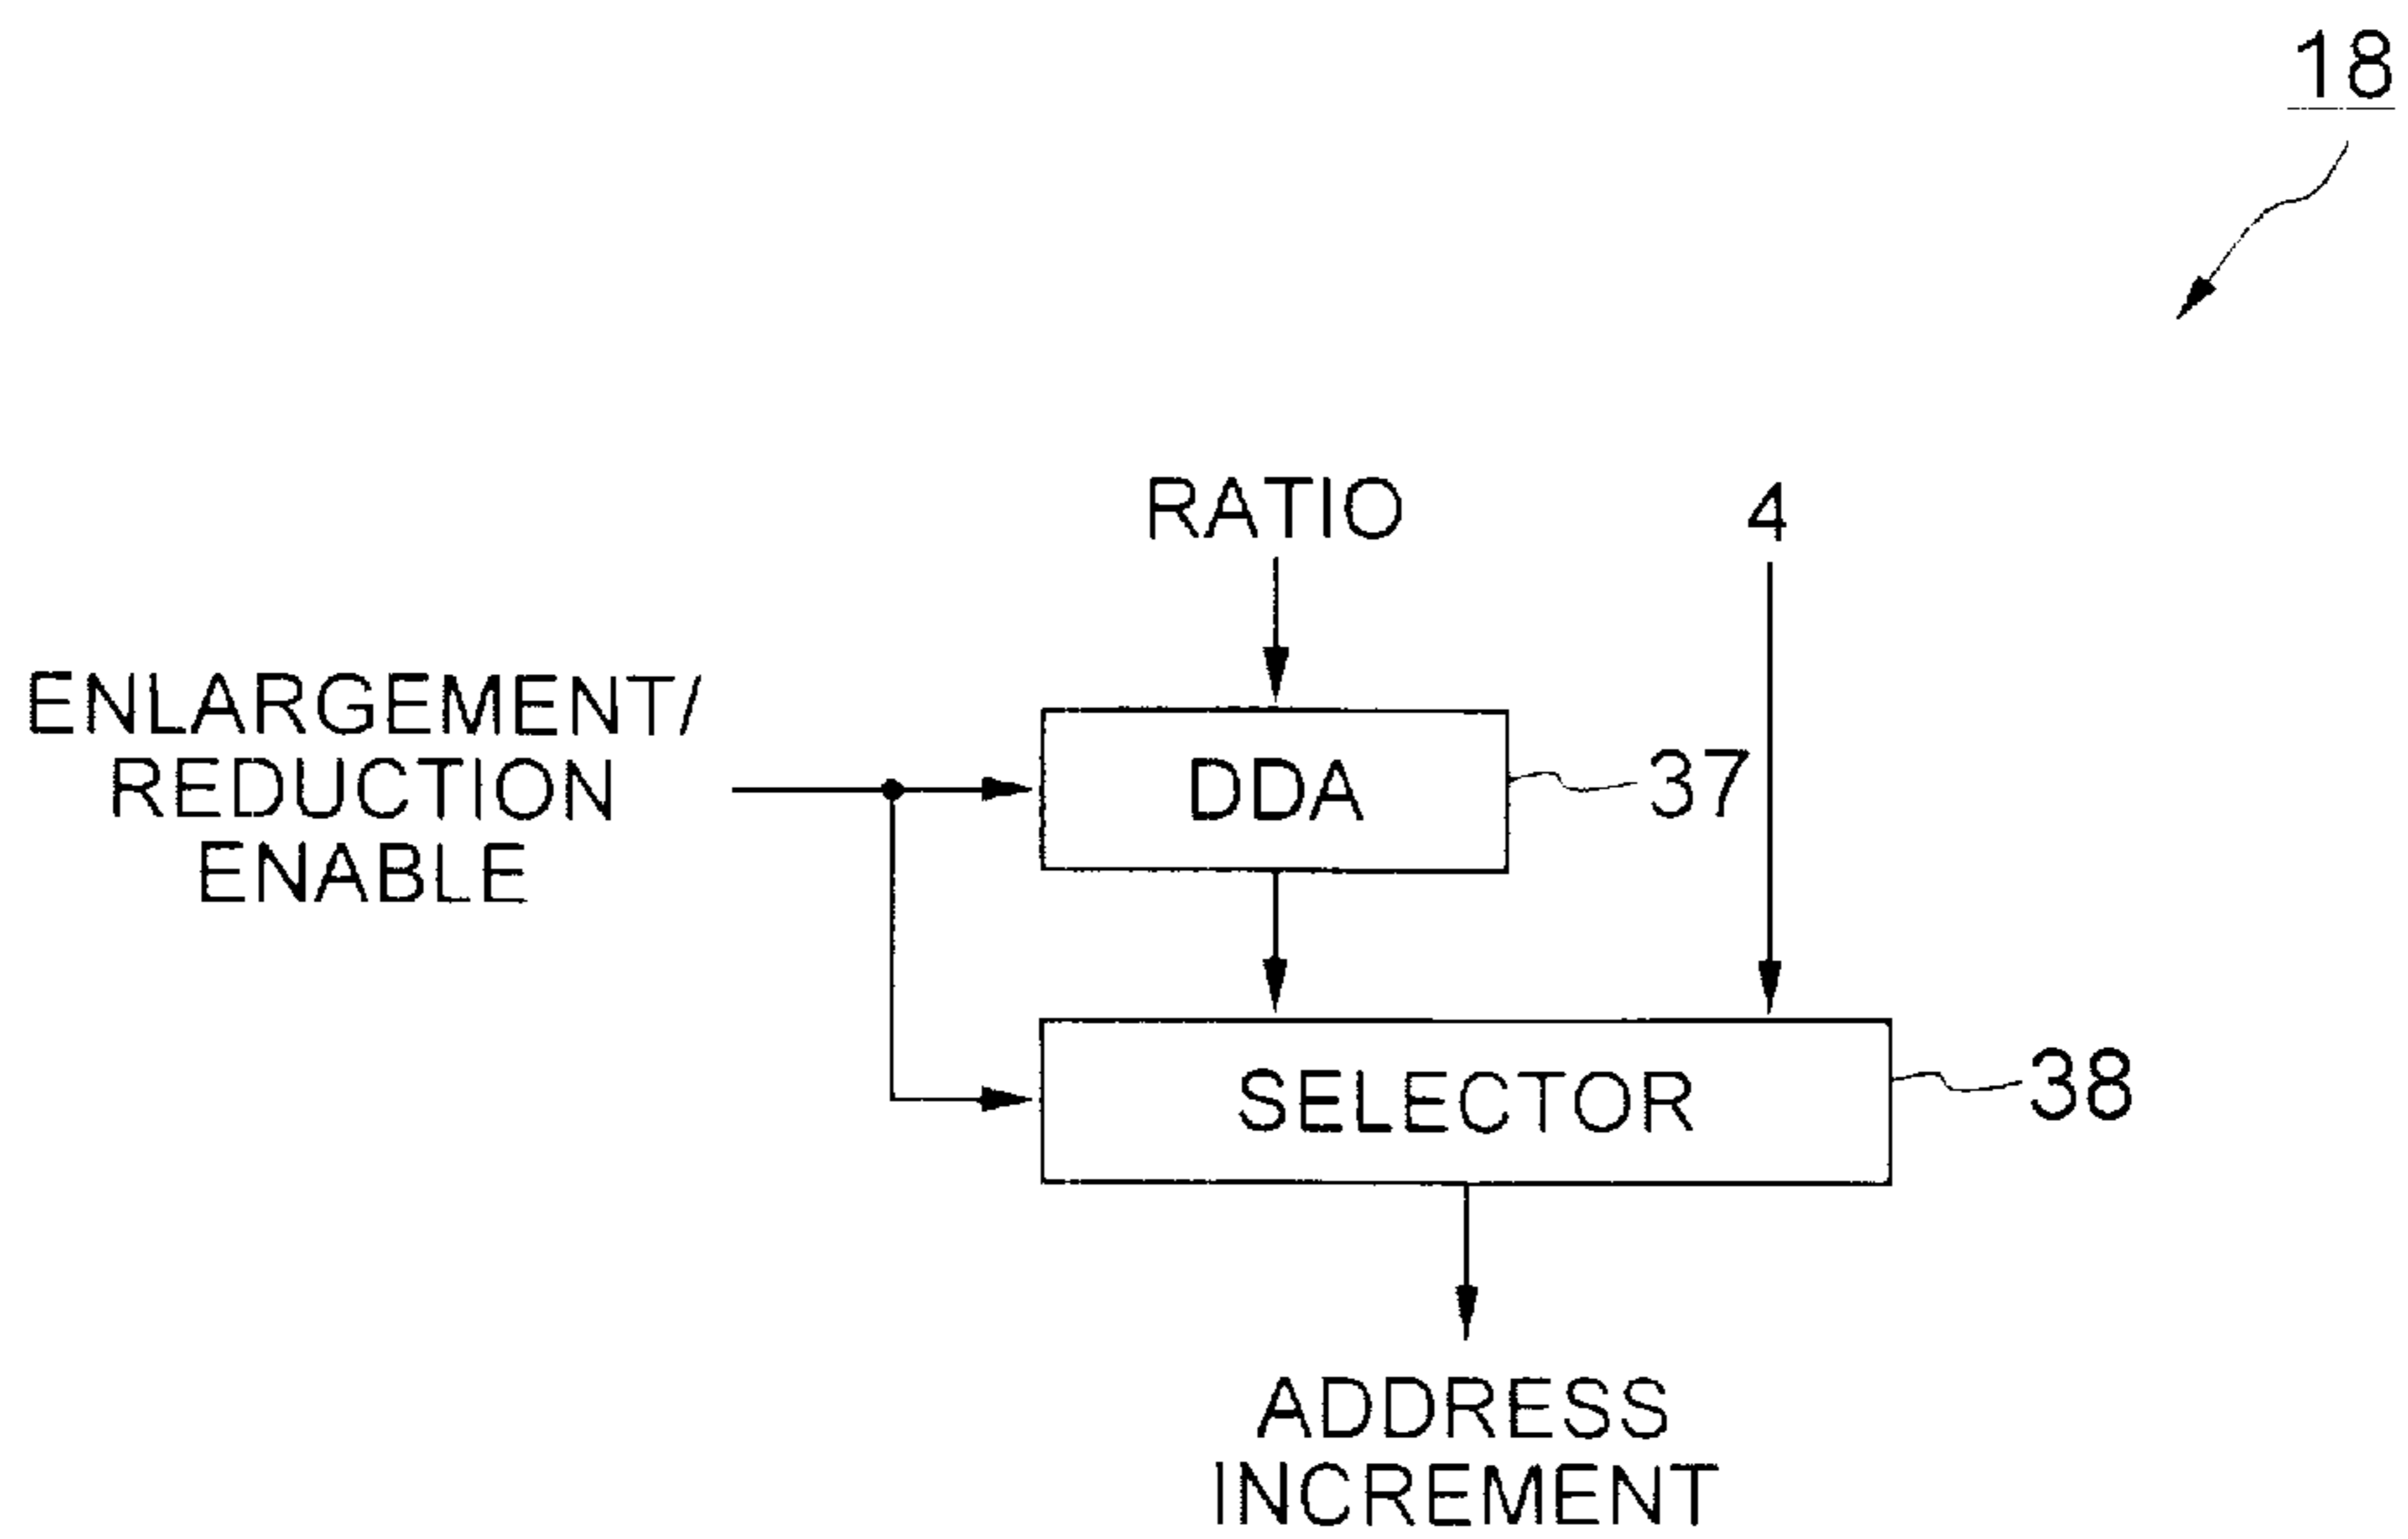 18
RATIO
4
ENLARGEMENT/
REDUCTION
ENABLE
DDA
37
SELECTOR
38
ADDRESS
INCREMENT